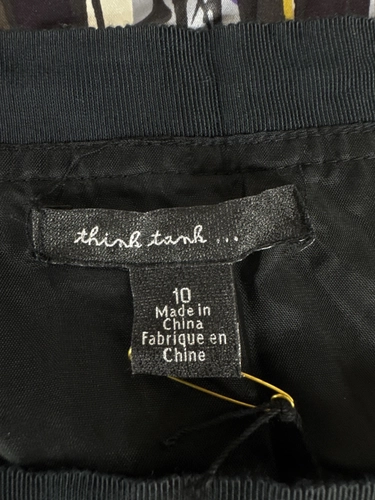 think tank ...
10
Made in
China
Fabrique en
Chine